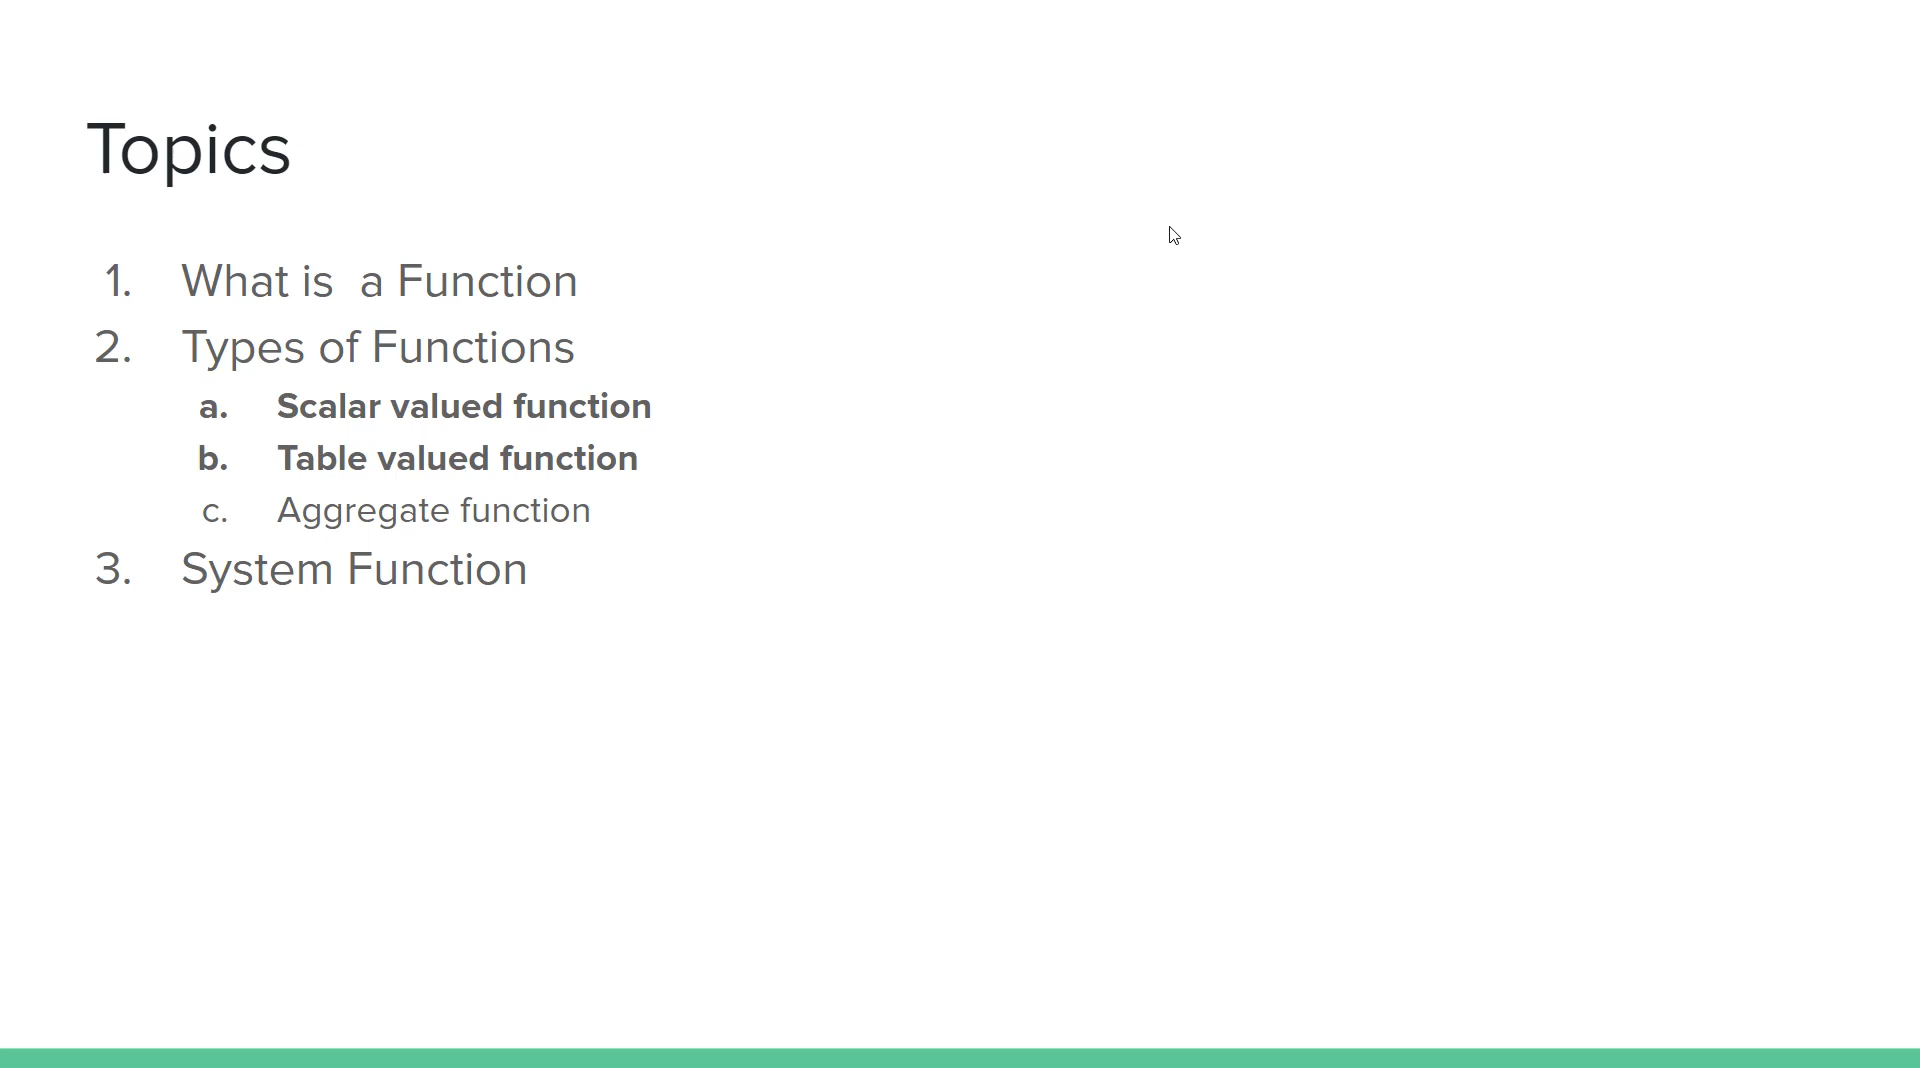 Topics
1. What is  a Function
2. Types of Functions
a. Scalar valued function
b. Table valued function
c. Aggregate function
3. System Function